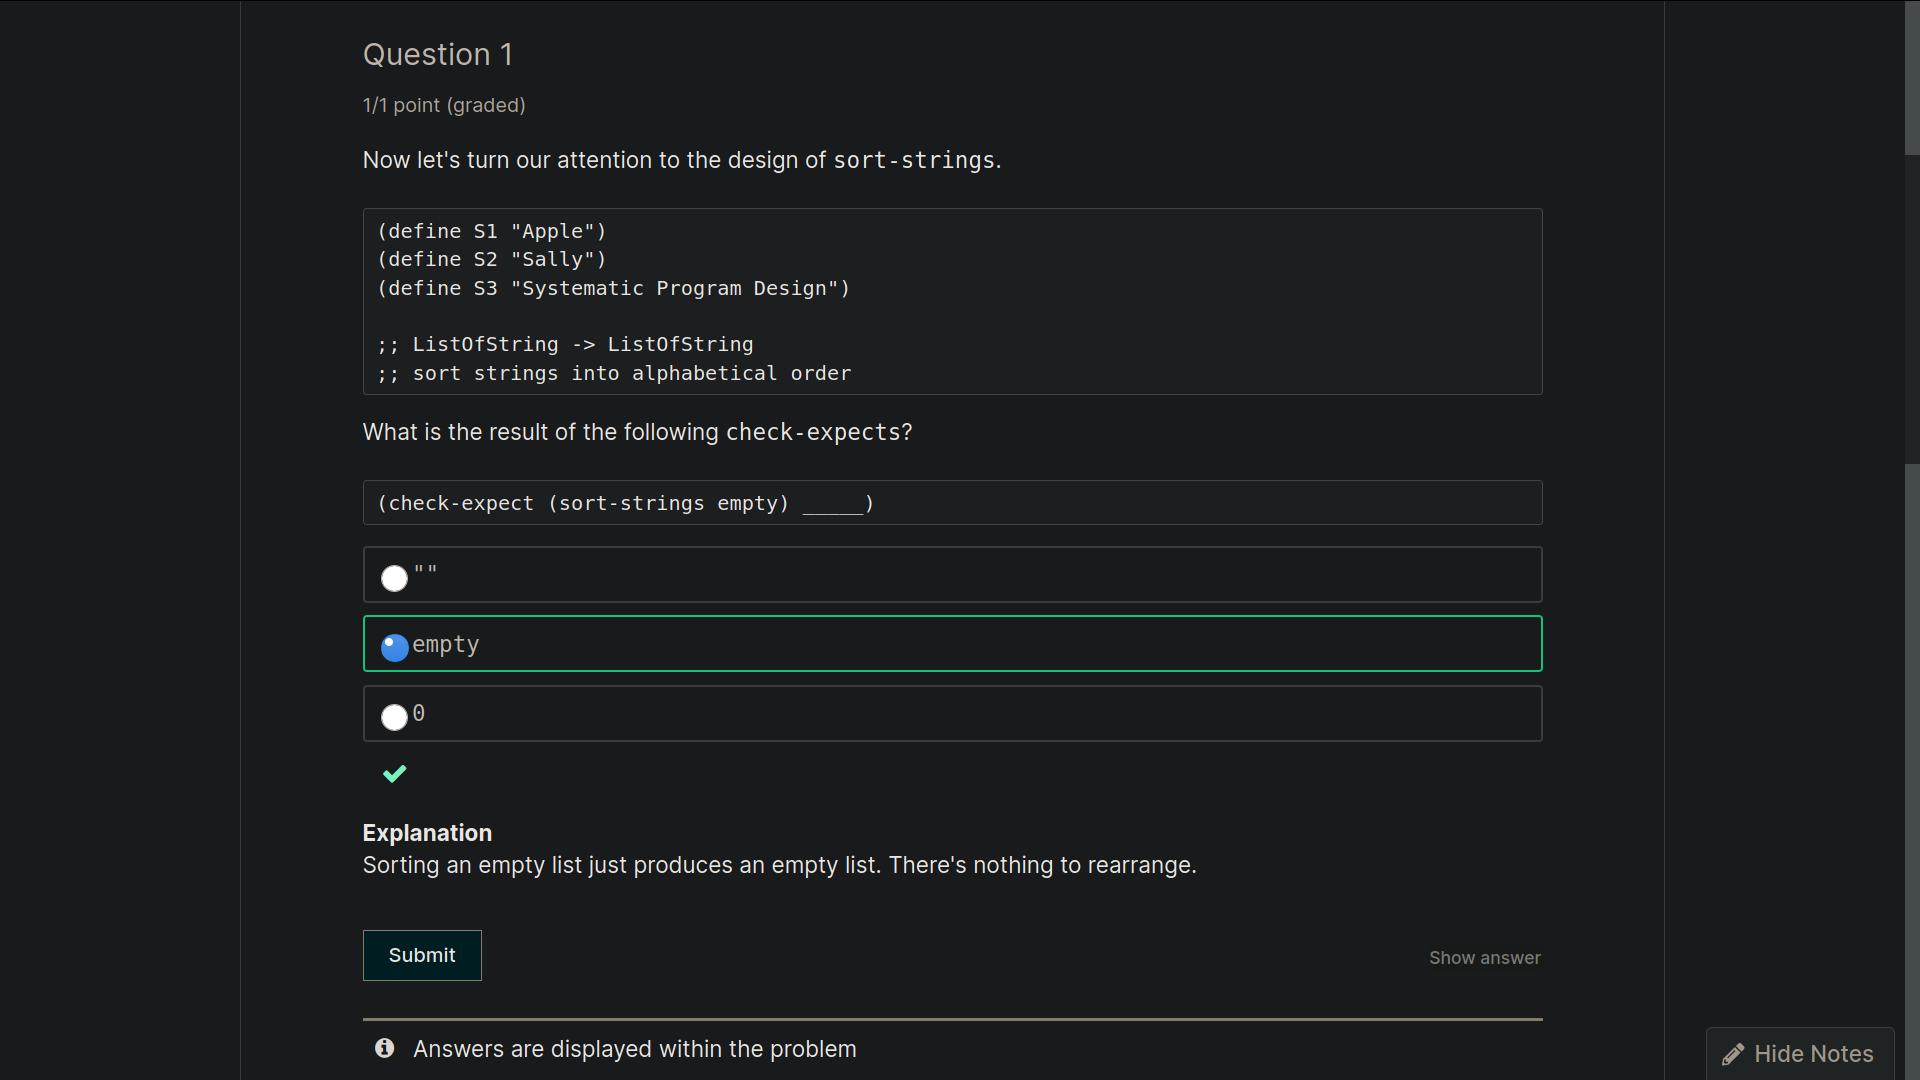 Question 1
1/1 point (graded)
Now let's turn our attention to the design of sort-strings.
(define S1 "Apple")
(define S2 "Sally")
(define S3 "Systematic Program Design")
;; ListOfString -> ListOfString
;; sort strings into alphabetical order
What is the result of the following check-expects?
(check-expect (sort-strings empty) _____)
""
empty
0
Explanation
Sorting an empty list just produces an empty list. There's nothing to rearrange.
Submit
Show answer
Answers are displayed within the problem
Hide Notes